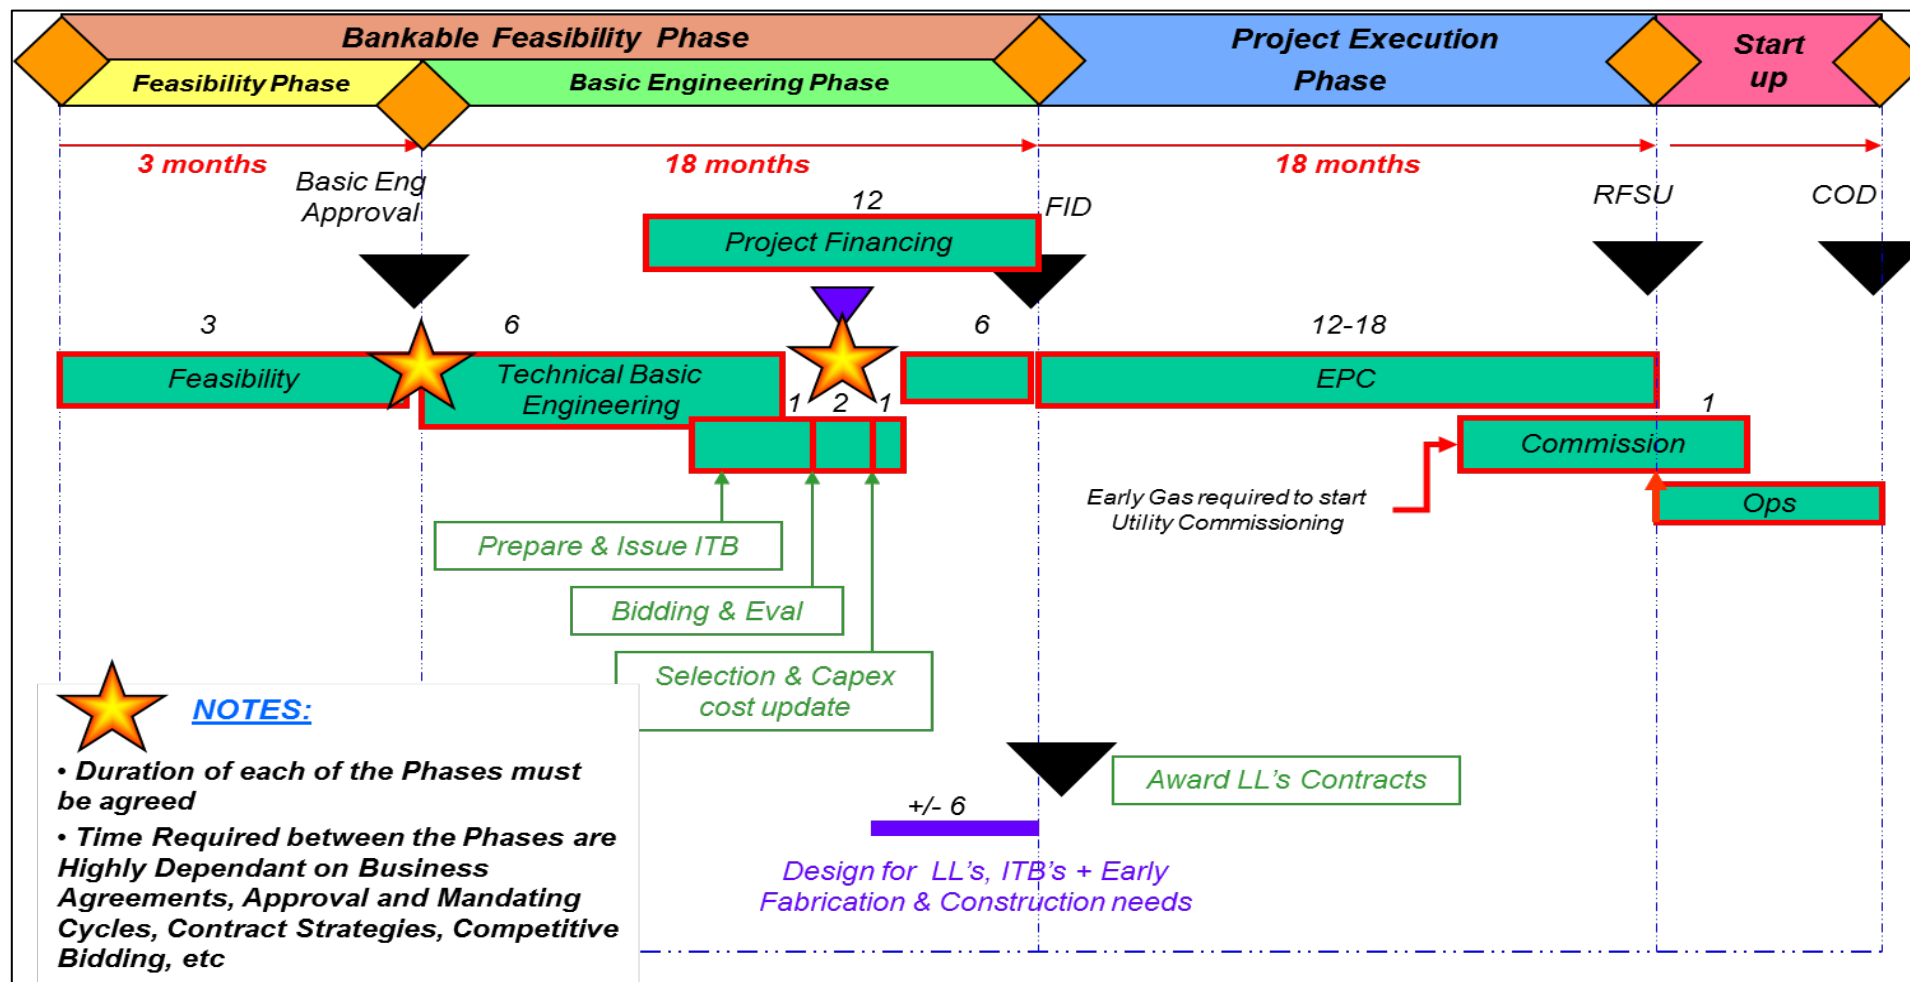 Bankable Feasibility Phase
Project Execution
Phase
Start
up
Feasibility Phase
Basic Engineering Phase
3 months
18 months
18 months
Basic Eng
Approval
12
FID
RFSU
COD
Project Financing
3
6
6
12-18
Feasibility
Technical Basic
Engineering
EPC
1
2
1
1
Commission
Early Gas required to start
Utility Commissioning
Ops
Prepare & Issue ITB
Bidding & Eval
Selection & Capex
cost update
NOTES:
• Duration of each of the Phases must
be agreed
• Time Required between the Phases are
Highly Dependant on Business
Agreements, Approval and Mandating
Cycles, Contract Strategies, Competitive
Bidding, etc
Award LL's Contracts
+/- 6
Design for LL's, ITB's + Early
Fabrication & Construction needs